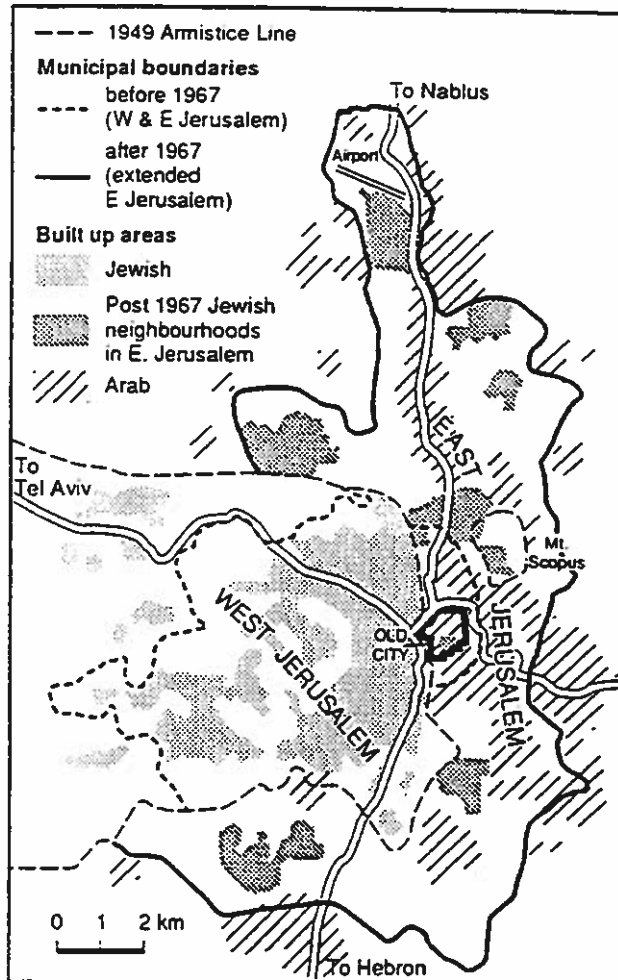 1949 Armistice Line
Municipal boundaries
before 1967
(W & E Jerusalem)
after 1967
(extended
E Jerusalem)
Built up areas
Jewish
Post 1967 Jewish
neighbourhoods
in E. Jerusalem
Arab
To Nablus
Airport
EAST
JERUSALEM
To
Tel Aviv
Mt.
Scopus
WEST JERUSALEM
OLD
CITY
0 1 2 km
To Hebron